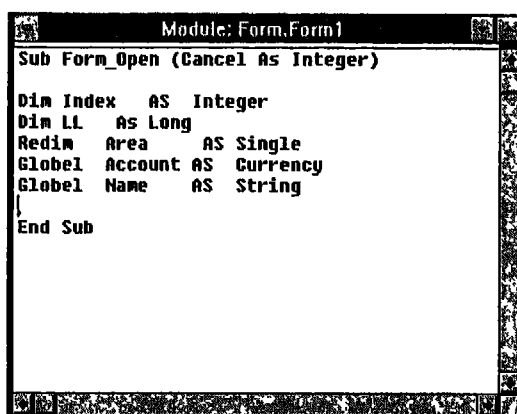 Module: Form.Form1
Sub Form_Open (Cancel As Integer)
Dim Index AS Integer
Dim LL As Long
Redim Area AS Single
Globel Account AS Currency
Globel Name AS String
End Sub